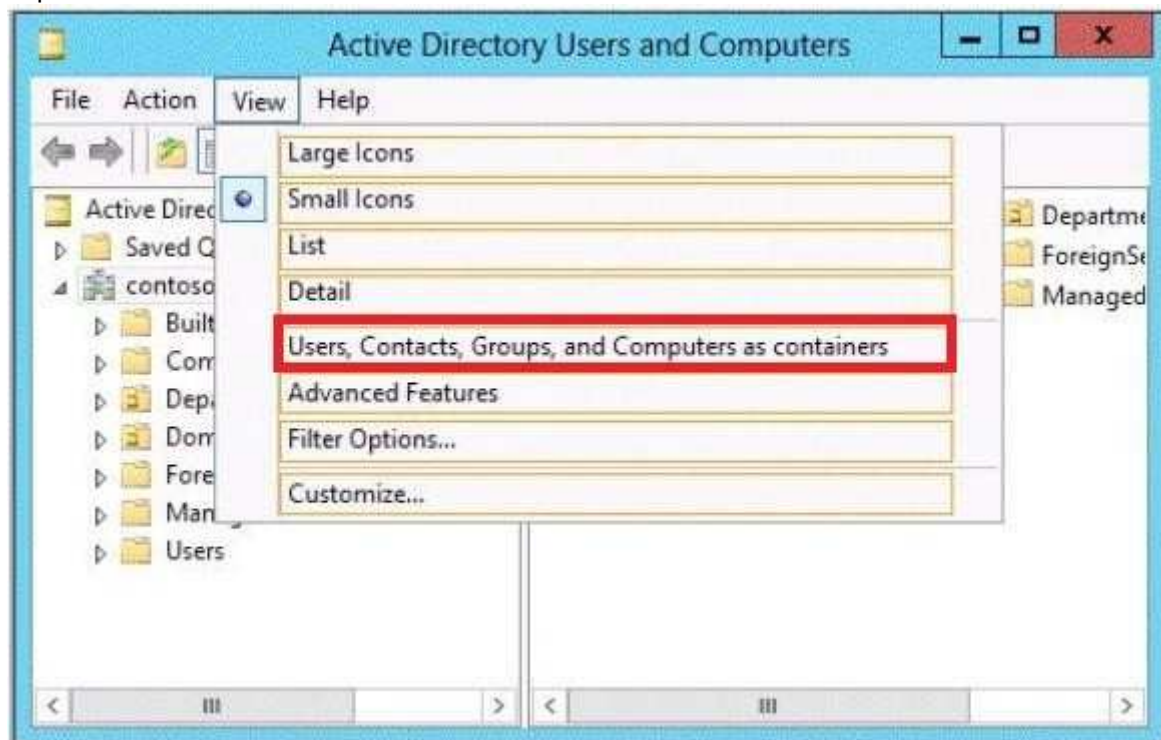 Active Directory Users and Computers
File Action View Help
Large Icons
Small Icons
List
Detail
Users, Contacts, Groups, and Computers as containers
Advanced Features
Filter Options...
Customize...
Active Direc
Saved Q
contoso
Built
Com
Dep
Dom
Fore
Man
Users
Departme
ForeignSe
Managed